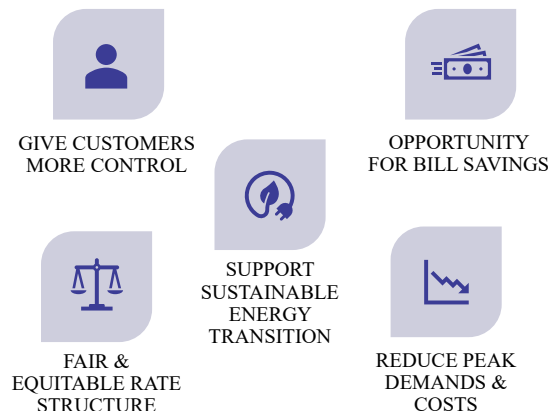 GIVE CUSTOMERS
MORE CONTROL
OPPORTUNITY
FOR BILL SAVINGS
SUPPORT
SUSTAINABLE
ENERGY
TRANSITION
FAIR &
EQUITABLE RATE
STRUCTURE
REDUCE PEAK
DEMANDS &
COSTS